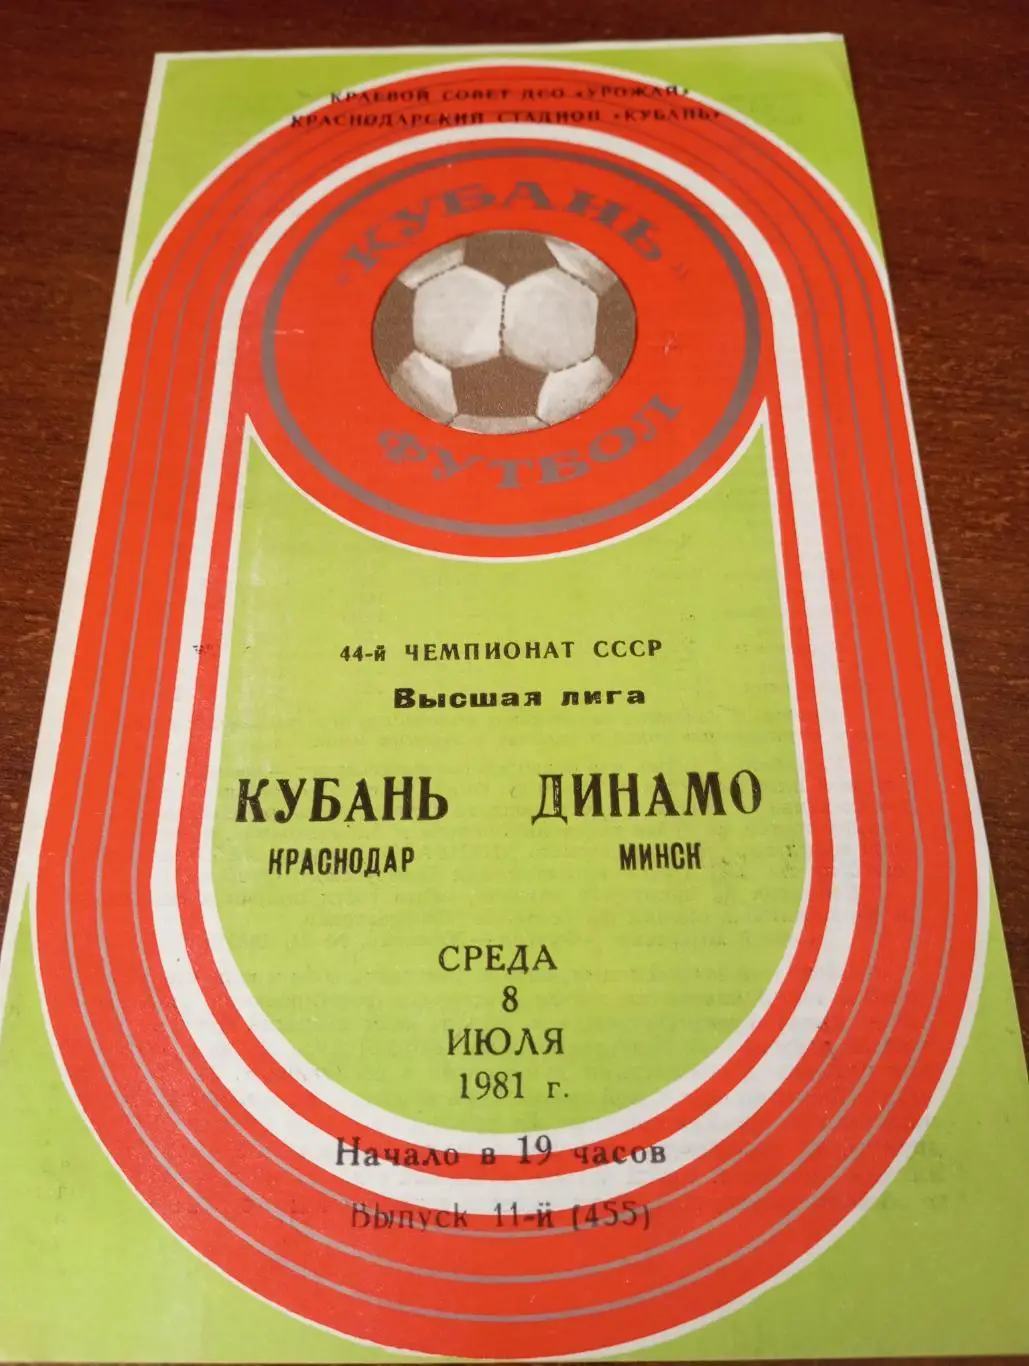 КРАЕВОЙ СОВЕТ ДСО «УРОЖАЙ»
КРАСНОДАРСКИЙ СТАДИОН «КУБАНЬ»
"КУБАНЬ"
ФУТБОЛ
44-й ЧЕМПИОНАТ СССР
Высшая лига
КУБАНЬ ДИНАМО
КРАСНОДАР МИНСК
СРЕДА
8
ИЮЛЯ
1981 г.
Начало в 19 часов
Выпуск 11-й (455)